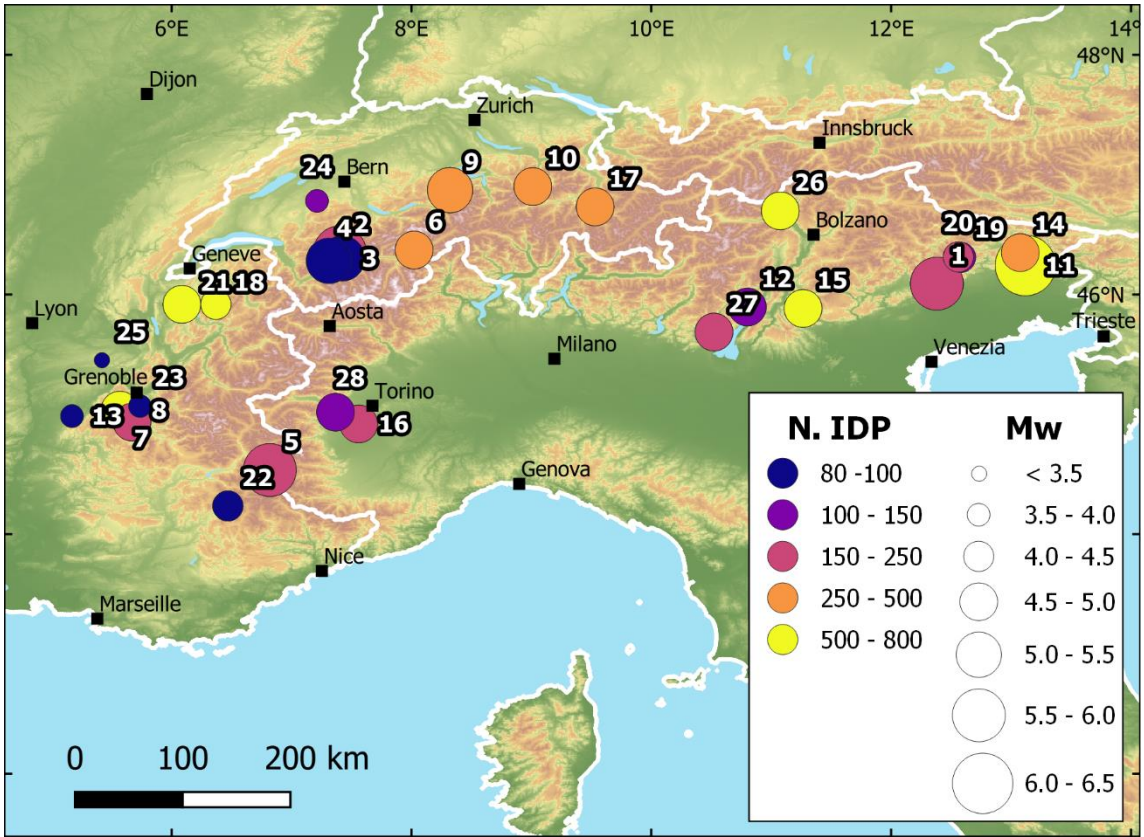 6°E 8°E 10°E 12°E 14°
48°N
Dijon
Zurich
Innsbruck
24
Bern
9
10
17
26
Bolzano
4 2
6
3
20 19 14
1
11
Geneve
21 18
12
15
46°N
Lyon
Aosta
27
Trieste
25
Milano
Venezia
Grenoble
23
28
Torino
13
8
7
16
5
22
Genova
Nice
Marseille
N. IDP Mw
80 -100 < 3.5
100 - 150 3.5 - 4.0
150 - 250 4.0 - 4.5
250 - 500 4.5 - 5.0
500 - 800 5.0 - 5.5
5.5 - 6.0
6.0 - 6.5
0 100 200 km